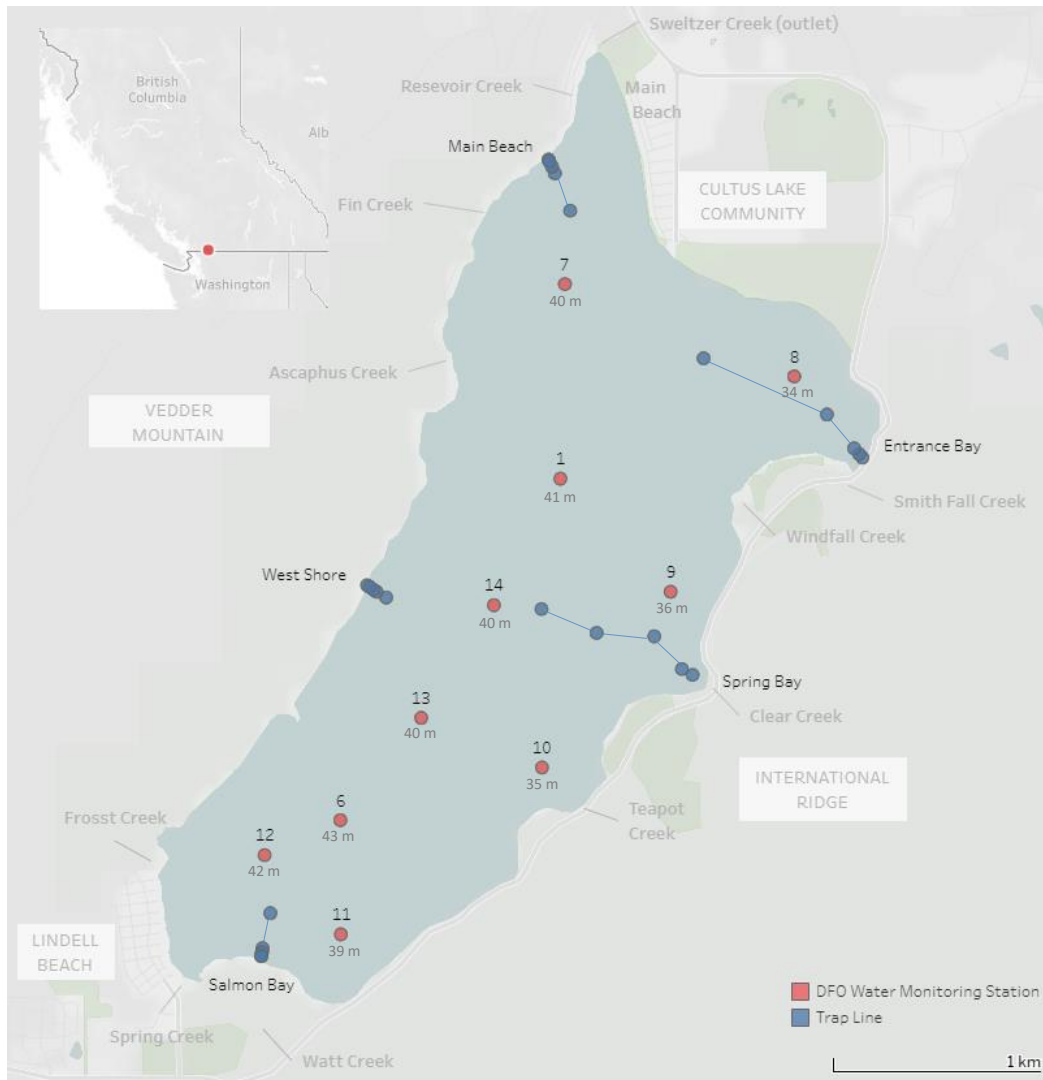 Sweltzer Creek (outlet)
British
Columbia
Alb
Washington
Resevoir Creek
Main
Beach
Main Beach
CULTUS LAKE
COMMUNITY
Fin Creek
7
40 m
Ascaphus Creek
8
34 m
VEDDER
MOUNTAIN
Entrance Bay
1
41 m
Smith Fall Creek
Windfall Creek
West Shore
14
40 m
9
36 m
Spring Bay
13
40 m
Clear Creek
10
35 m
INTERNATIONAL
RIDGE
Teapot
Creek
Frosst Creek
6
43 m
12
42 m
11
39 m
LINDELL
BEACH
Salmon Bay
DFO Water Monitoring Station
Trap Line
Spring Creek
Watt Creek
1 km